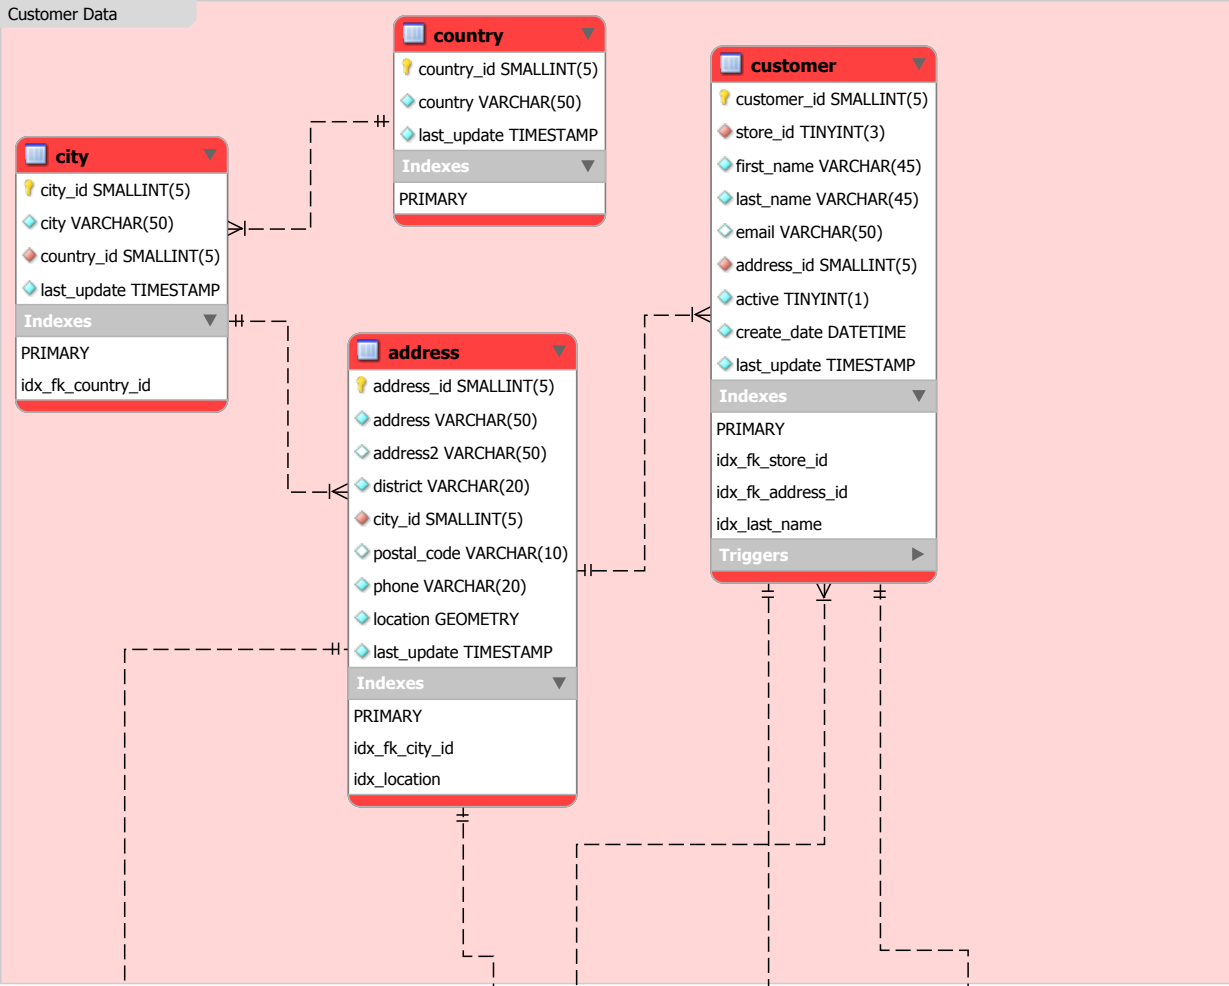 Customer Data
country
country_id SMALLINT(5)
country VARCHAR(50)
last_update TIMESTAMP
Indexes
PRIMARY
customer
customer_id SMALLINT(5)
store_id TINYINT(3)
first_name VARCHAR(45)
last_name VARCHAR(45)
email VARCHAR(50)
address_id SMALLINT(5)
active TINYINT(1)
create_date DATETIME
last_update TIMESTAMP
Indexes
PRIMARY
idx_fk_store_id
idx_fk_address_id
idx_last_name
Triggers
city
city_id SMALLINT(5)
city VARCHAR(50)
country_id SMALLINT(5)
last_update TIMESTAMP
Indexes
PRIMARY
idx_fk_country_id
address
address_id SMALLINT(5)
address VARCHAR(50)
address2 VARCHAR(50)
district VARCHAR(20)
city_id SMALLINT(5)
postal_code VARCHAR(10)
phone VARCHAR(20)
location GEOMETRY
last_update TIMESTAMP
Indexes
PRIMARY
idx_fk_city_id
idx_location